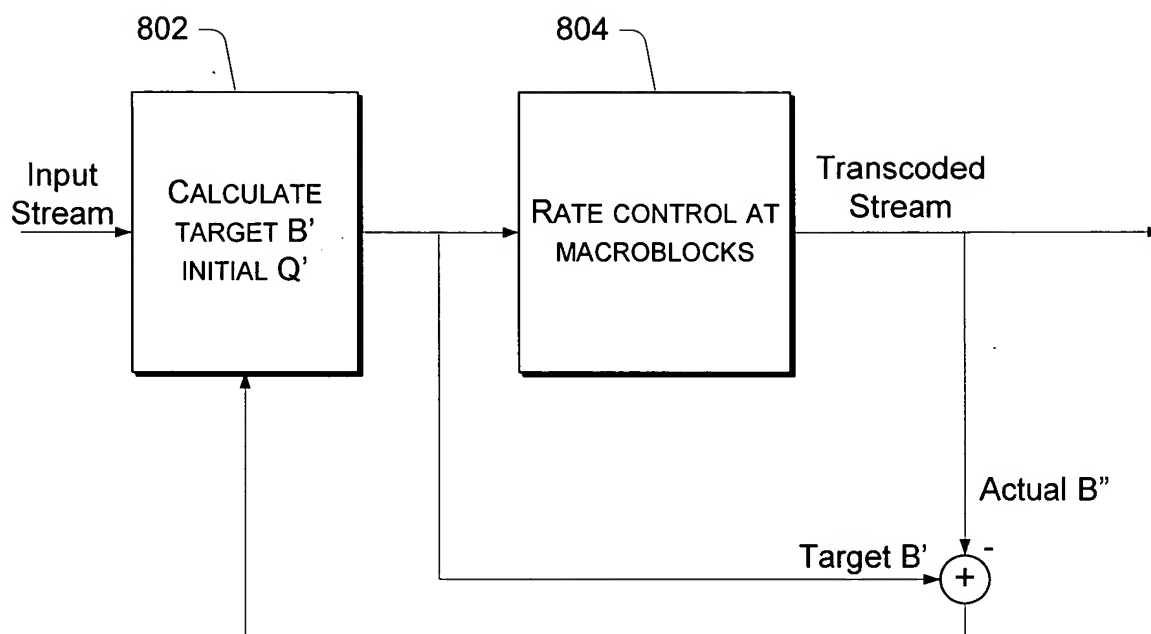 802
804
Input
Stream
CALCULATE
TARGET B’
INITIAL Q’
RATE CONTROL AT
MACROBLOCKS
Transcoded
Stream
Actual B”
Target B’
-
+